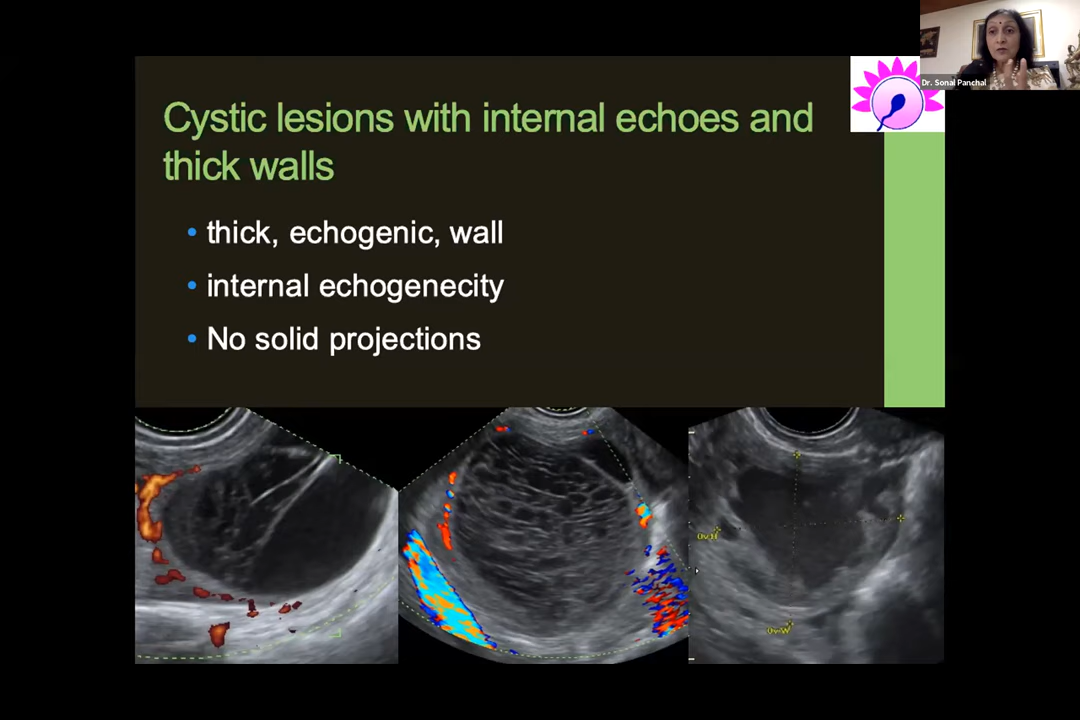 Dr. Sonal Panchal
Cystic lesions with internal echoes and
thick walls
• thick, echogenic, wall
• internal echogenecity
• No solid projections